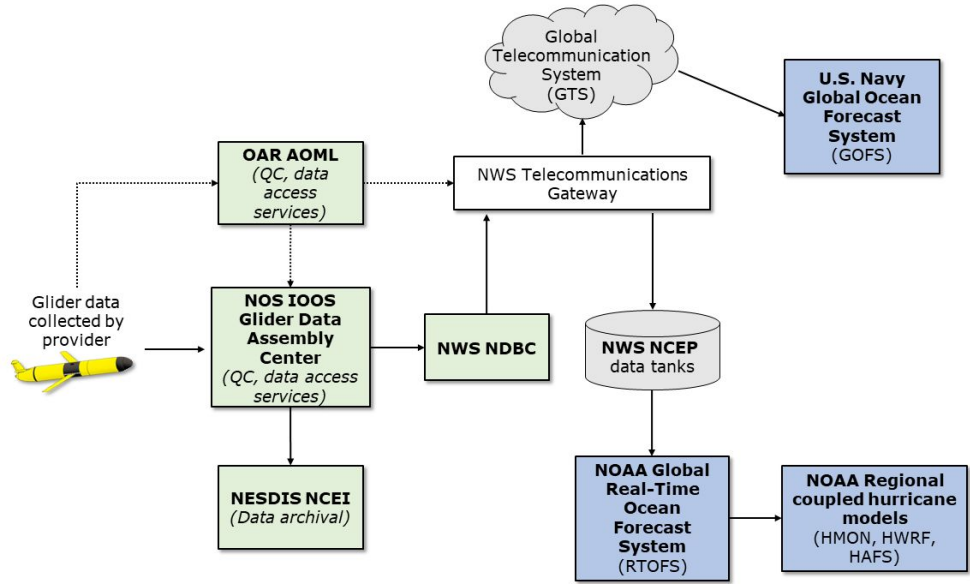 Global
Telecommunication
System
(GTS)
U.S. Navy
Global Ocean
Forecast
System
(GOFS)
OAR AOML
(QC, data
access
services)
NWS Telecommunications
Gateway
Glider data
collected by
provider
NOS IOOS
Glider Data
Assembly
Center
(QC, data access
services)
NWS NDBC
NWS NCEP
data tanks
NESDIS NCEI
(Data archival)
NOAA Global
Real-Time
Ocean
Forecast
System
(RTOFS)
NOAA Regional
coupled hurricane
models
(HMON, HWRF,
HAFS)